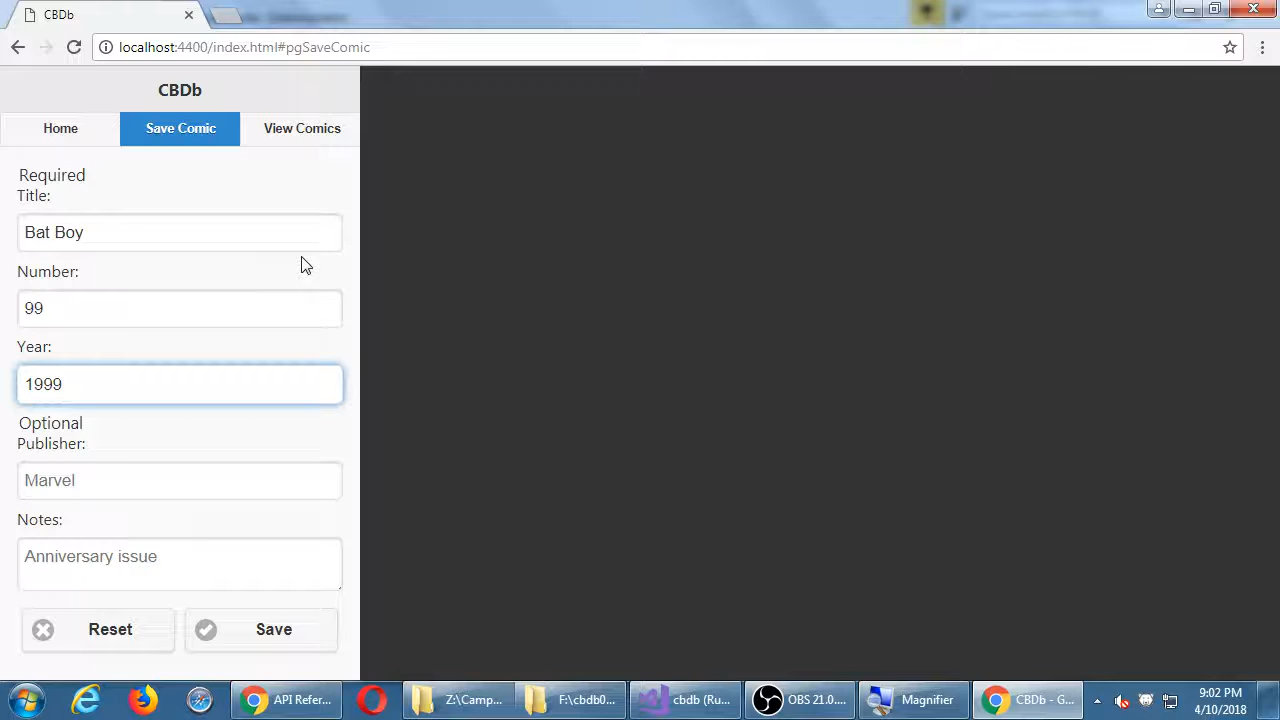 CBDb
localhost:4400/index.html#pgSaveComic
CBDb
Home
Save Comic
View Comics
Required
Title:
Bat Boy
Number:
99
Year:
1999
Optional
Publisher:
Marvel
Notes:
Anniversary issue
Reset
Save
API Refer...
Z:\Camp...
F:\cbdb0...
cbdb (Ru...
OBS 21.0....
Magnifier
CBDb - G...
9:02 PM
4/10/2018